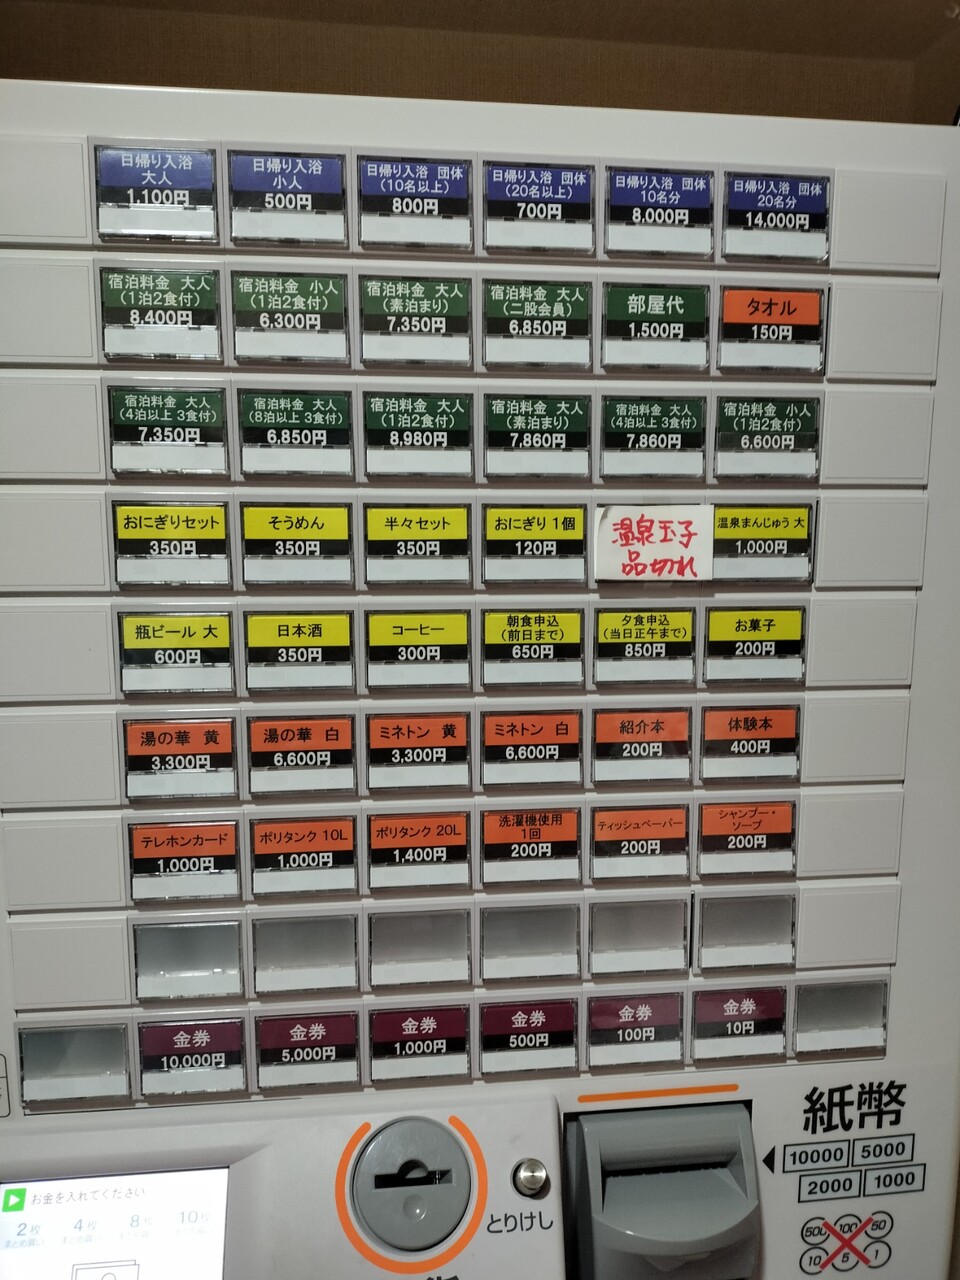 日帰り入浴
大人
1,100円
日帰り入浴
小人
500円
日帰り入浴 団体
(10名以上)
800円
日帰り入浴 団体
(20名以上)
700円
日帰り入浴 団体
10名分
8,000円
日帰り入浴 団体
20名分
14,000円
宿泊料金 大人
(1泊2食付)
8,400円
宿泊料金 小人
(1泊2食付)
6,300円
宿泊料金 大人
(素泊まり)
7,350円
宿泊料金 大人
(二股会員)
6,850円
部屋代
1,500円
タオル
150円
宿泊料金 大人
(4泊以上 3食付)
7,350円
宿泊料金 大人
(8泊以上 3食付)
6,850円
宿泊料金 大人
(1泊2食付)
8,980円
宿泊料金 大人
(素泊まり)
7,860円
宿泊料金 大人
(4泊以上 3食付)
7,860円
宿泊料金 小人
(1泊2食付)
6,600円
おにぎりセット
350円
そうめん
350円
半々セット
350円
おにぎり 1個
120円
温泉玉子
品切れ
温泉まんじゅう 大
1,000円
瓶ビール 大
600円
日本酒
350円
コーヒー
300円
朝食申込
(前日まで)
650円
夕食申込
(当日正午まで)
850円
お菓子
200円
湯の華 黄
3,300円
湯の華 白
6,600円
ミネトン 黄
3,300円
ミネトン 白
6,600円
紹介本
200円
体験本
400円
テレホンカード
1,000円
ポリタンク 10L
1,000円
ポリタンク 20L
1,400円
洗濯機使用
1回
200円
ティッシュペーパー
200円
シャンプー・
ソープ
200円
金券
10,000円
金券
5,000円
金券
1,000円
金券
500円
金券
100円
金券
10円
お金を入れてください
2枚
まとめ買い
4枚
8枚
10枚
とりけし
紙幣
10000
5000
2000
1000
500
100
50
10
5
1